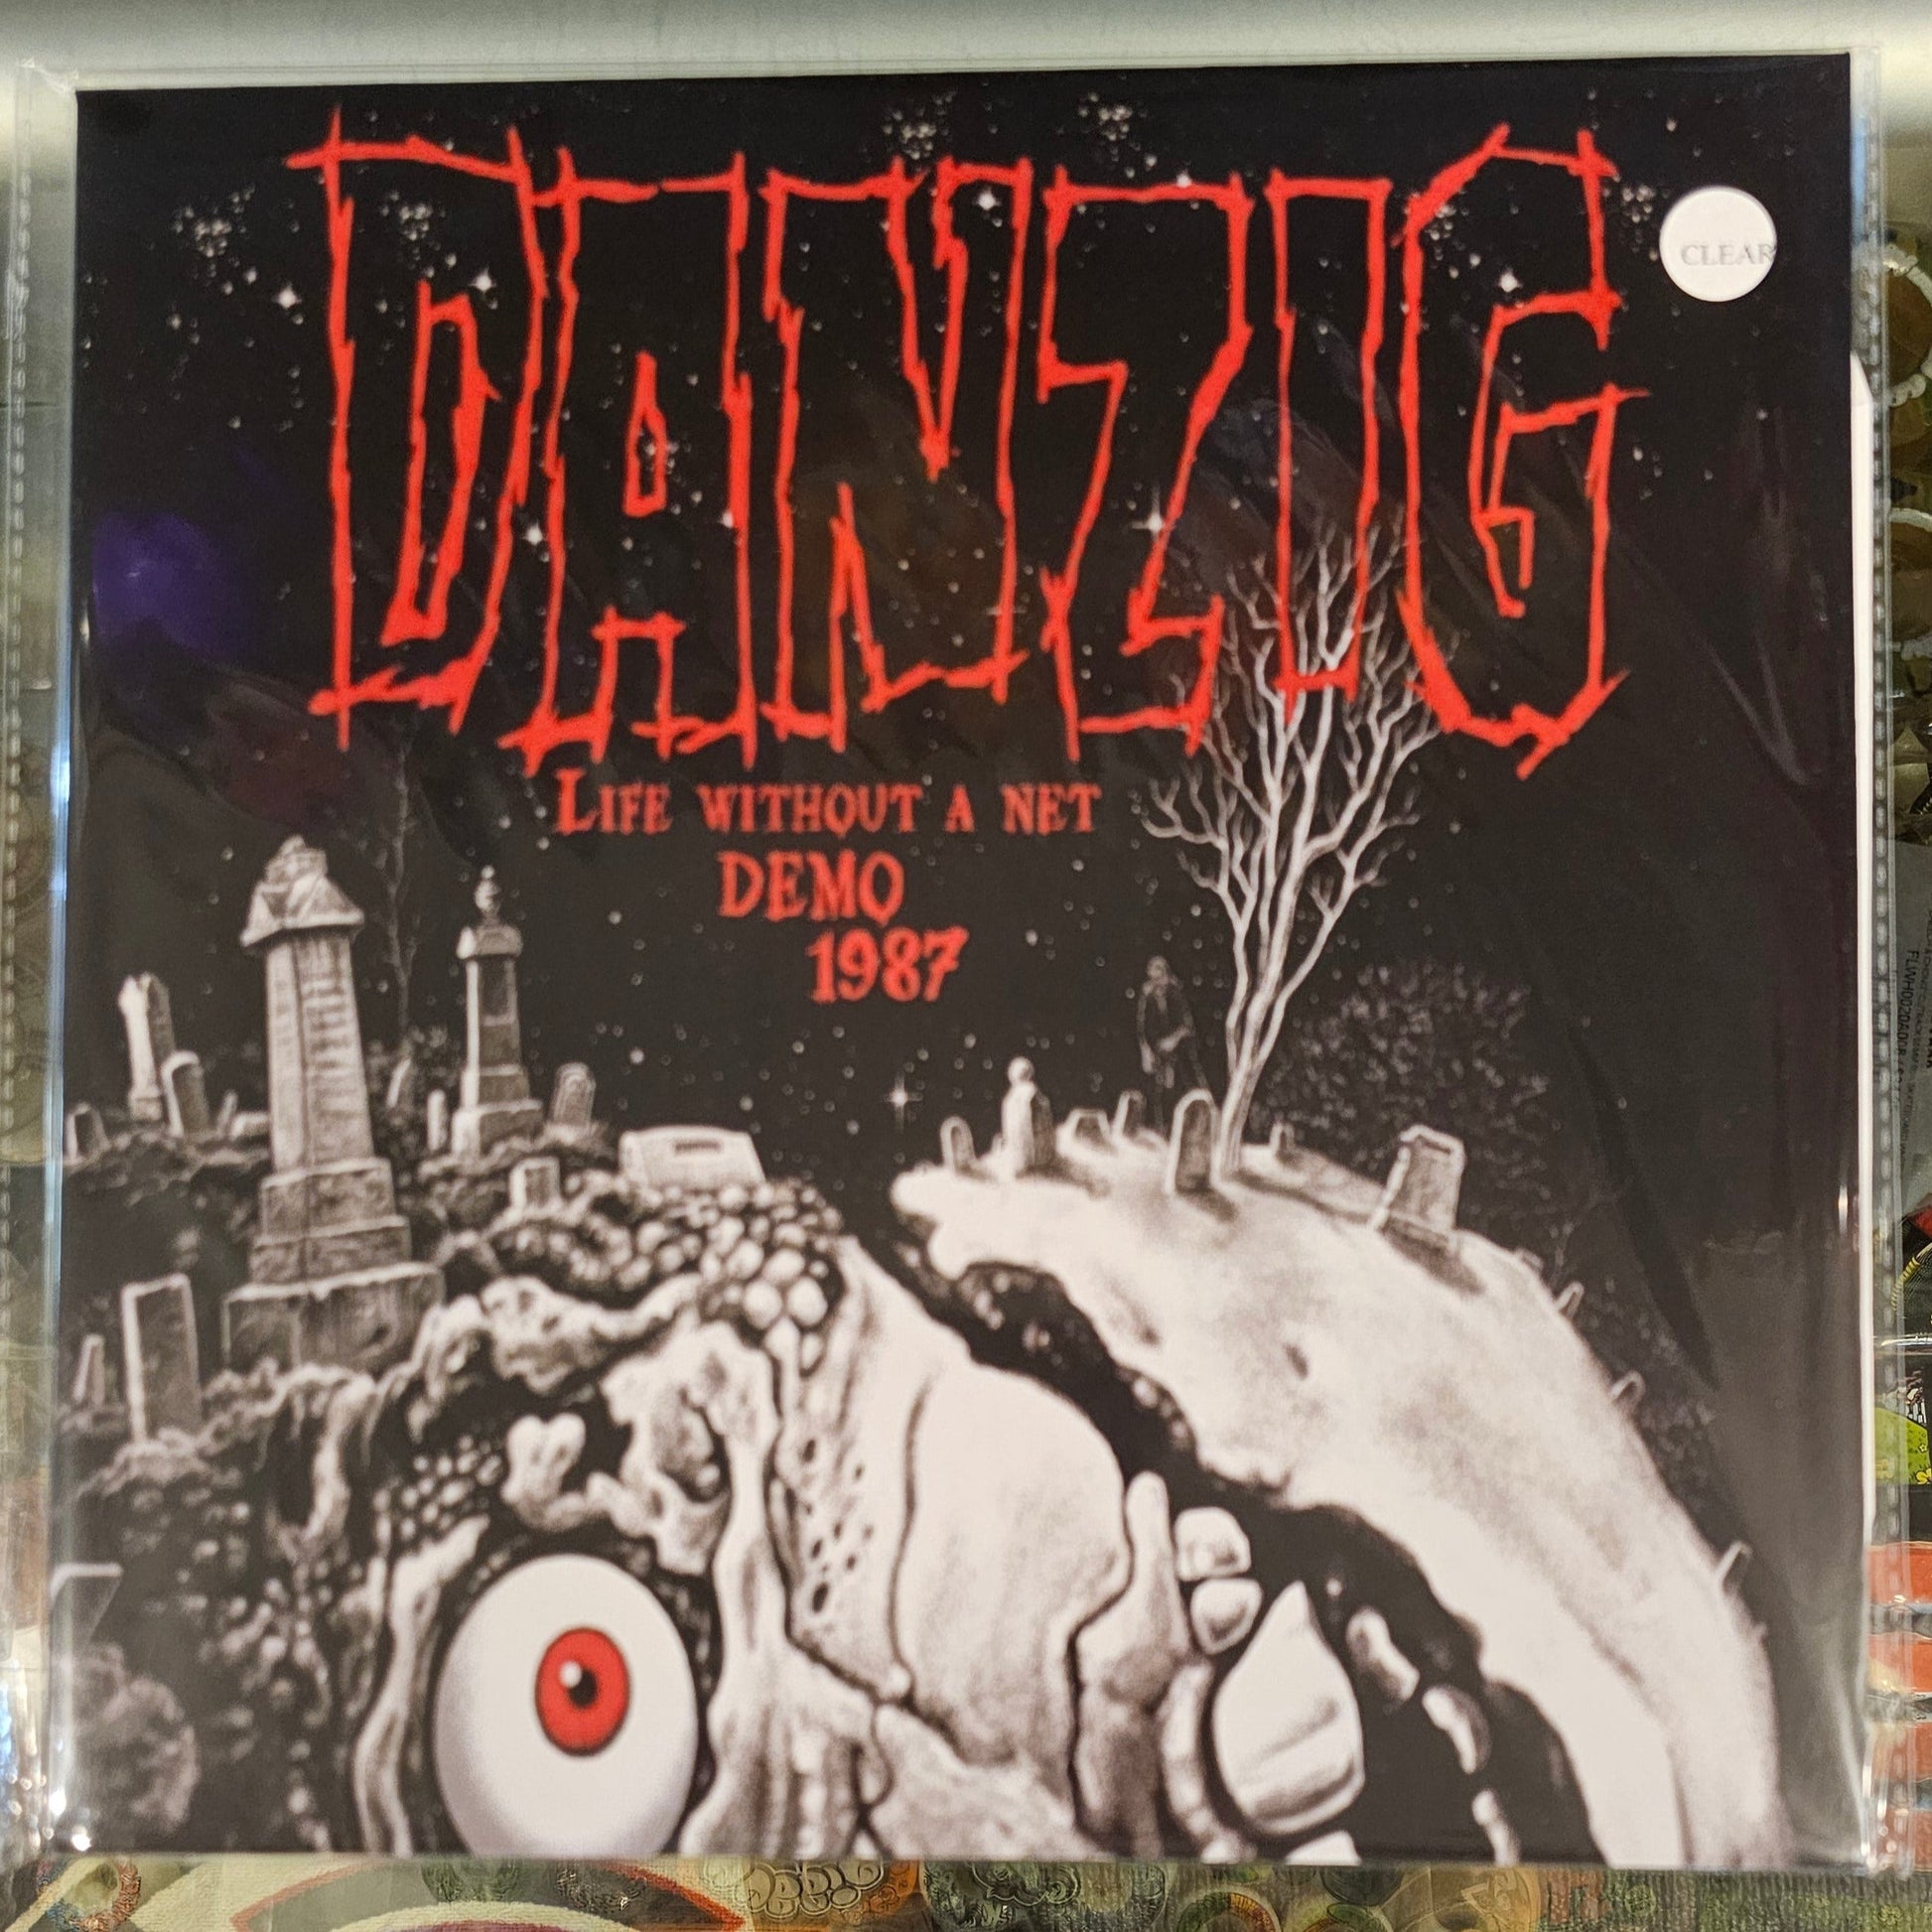 DANZIG
CLEAR
LIFE WITHOUT A NET
DEMO
1987